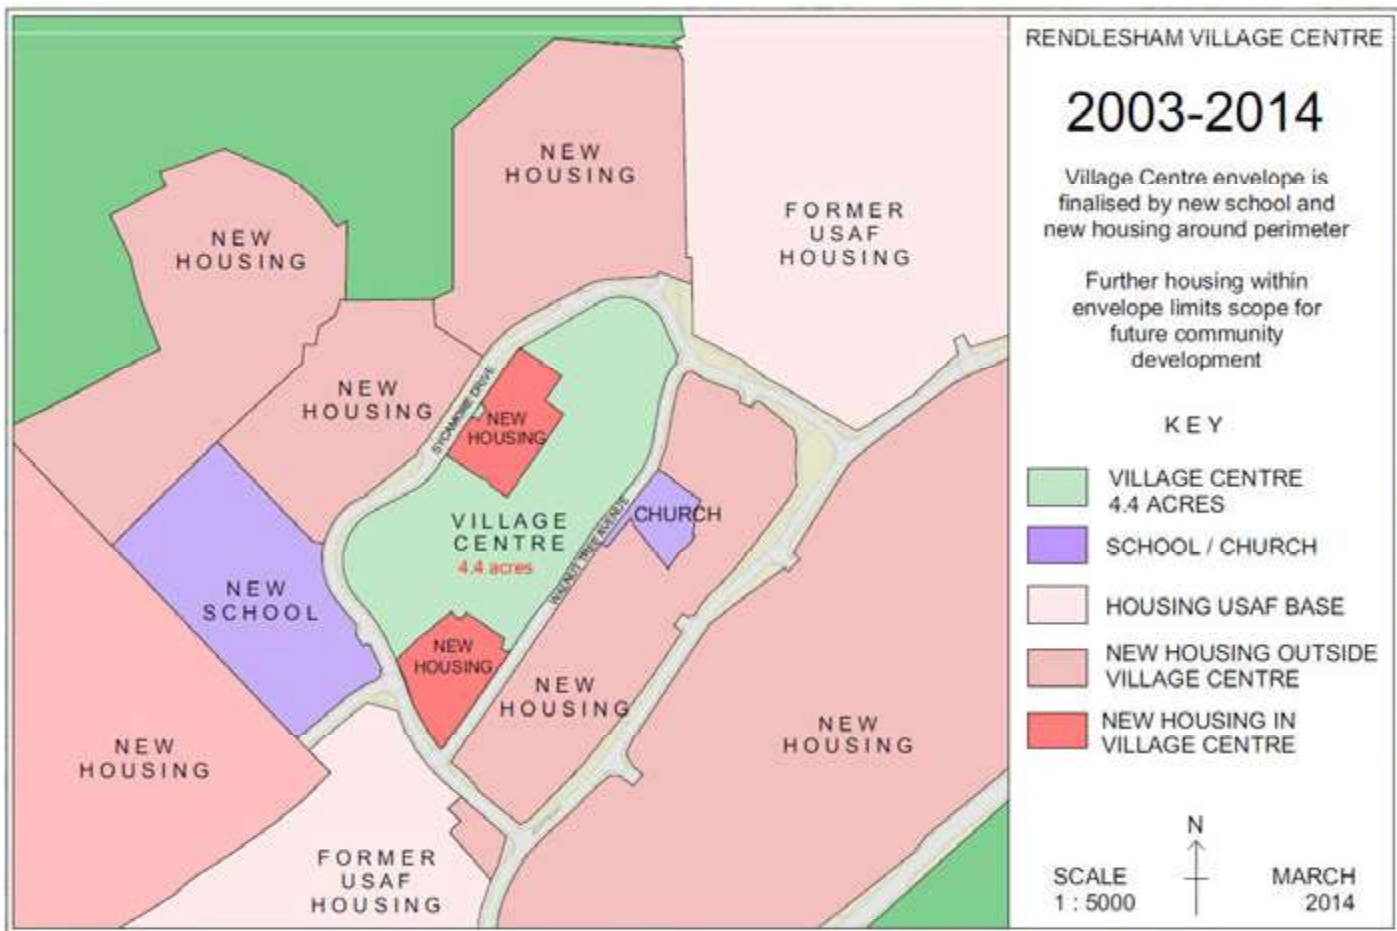 RENDLESHAM VILLAGE CENTRE
2003-2014
Village Centre envelope is
finalised by new school and
new housing around perimeter
Further housing within
envelope limits scope for
future community
development
KEY
VILLAGE CENTRE
4.4 ACRES
SCHOOL / CHURCH
HOUSING USAF BASE
NEW HOUSING OUTSIDE
VILLAGE CENTRE
NEW HOUSING IN
VILLAGE CENTRE
N
SCALE
1 : 5000
MARCH
2014
NEW
HOUSING
FORMER
USAF
HOUSING
NEW
HOUSING
NEW
HOUSING
SYCAMORE DRIVE
NEW
HOUSING
VILLAGE
CENTRE
4.4 acres
WALNUT TREE AVENUE
CHURCH
NEW
SCHOOL
NEW
HOUSING
NEW
HOUSING
NEW
HOUSING
NEW
HOUSING
FORMER
USAF
HOUSING